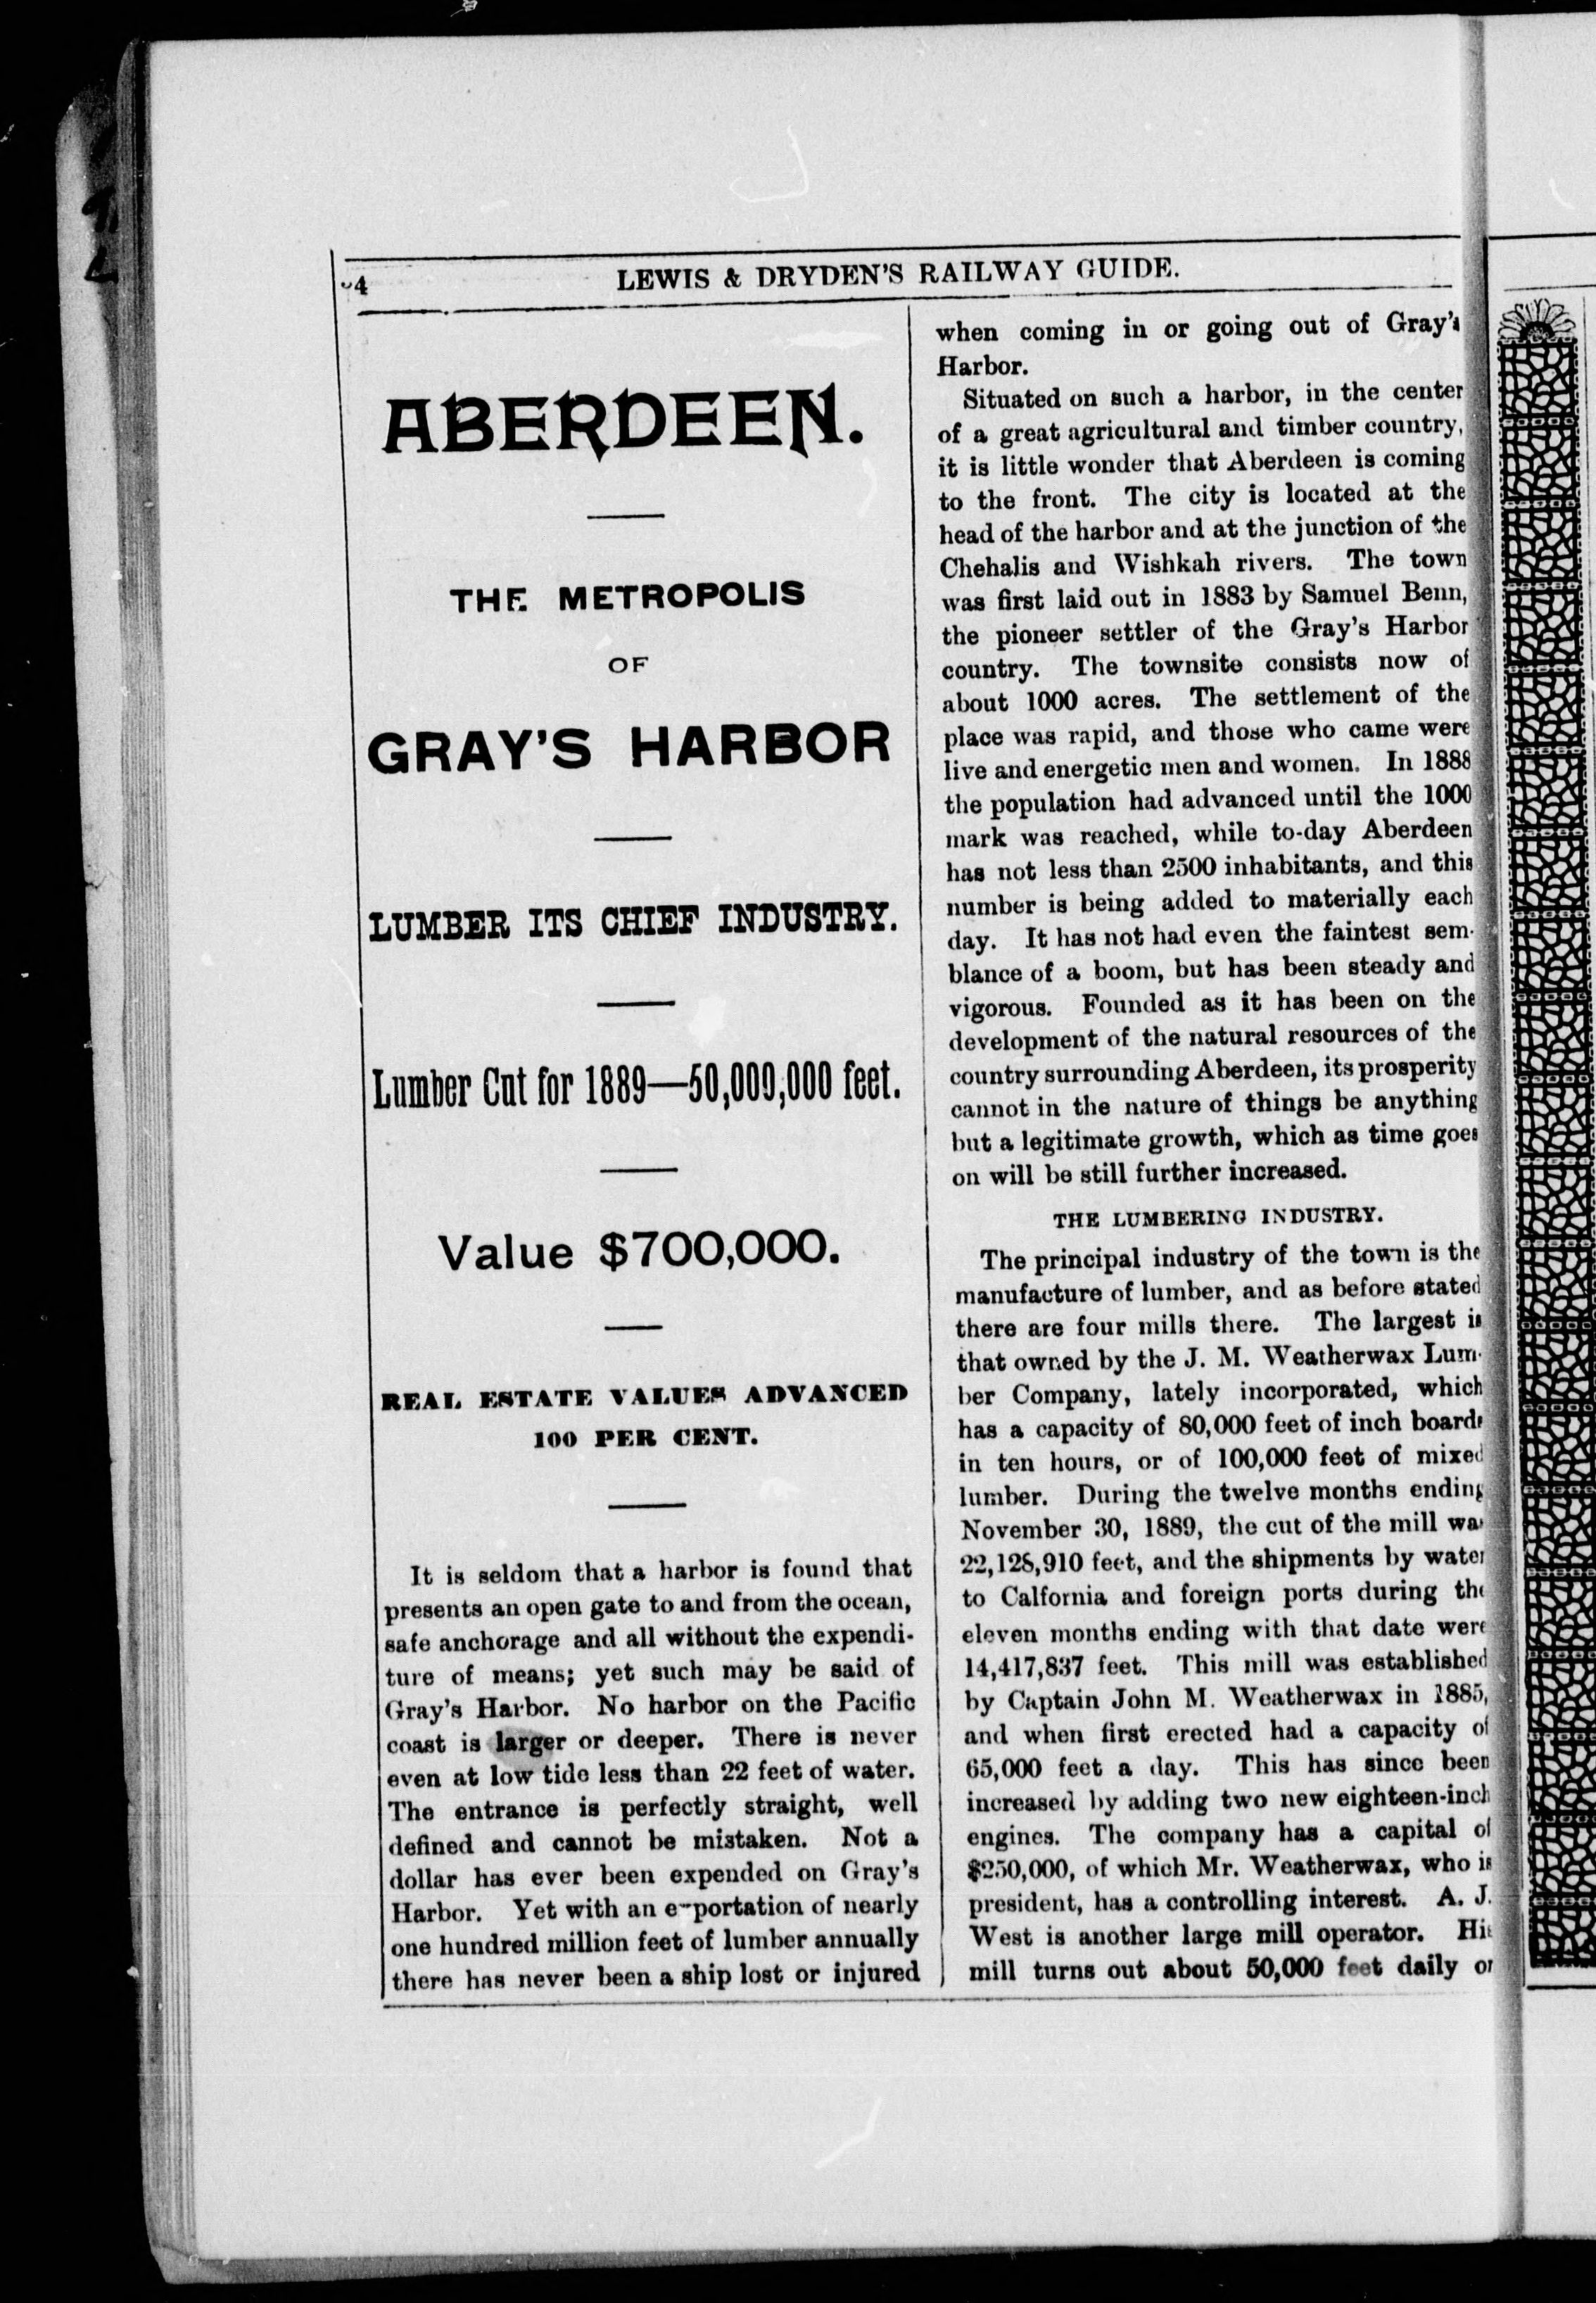 4
LEWIS & DRYDEN'S RAILWAY GUIDE.
ABERDEEN.
THE METROPOLIS
OF
GRAY'S HARBOR
LUMBER ITS CHIEF INDUSTRY.
Lumber Cut for 1889—50,000,000 feet.
Value $700,000.
REAL ESTATE VALUES ADVANCED
100 PER CENT.
It is seldom that a harbor is found that
presents an open gate to and from the ocean,
safe anchorage and all without the expendi-
ture of means; yet such may be said of
Gray's Harbor. No harbor on the Pacific
coast is larger or deeper. There is never
even at low tide less than 22 feet of water.
The entrance is perfectly straight, well
defined and cannot be mistaken. Not a
dollar has ever been expended on Gray's
Harbor. Yet with an exportation of nearly
one hundred million feet of lumber annually
there has never been a ship lost or injured
when coming in or going out of Gray's
Harbor.
Situated on such a harbor, in the center
of a great agricultural and timber country,
it is little wonder that Aberdeen is coming
to the front. The city is located at the
head of the harbor and at the junction of the
Chehalis and Wishkah rivers. The town
was first laid out in 1883 by Samuel Benn,
the pioneer settler of the Gray's Harbor
country. The townsite consists now of
about 1000 acres. The settlement of the
place was rapid, and those who came were
live and energetic men and women. In 1888
the population had advanced until the 1000
mark was reached, while to-day Aberdeen
has not less than 2500 inhabitants, and this
number is being added to materially each
day. It has not had even the faintest sem-
blance of a boom, but has been steady and
vigorous. Founded as it has been on the
development of the natural resources of the
country surrounding Aberdeen, its prosperity
cannot in the nature of things be anything
but a legitimate growth, which as time goes
on will be still further increased.
THE LUMBERING INDUSTRY.
The principal industry of the town is the
manufacture of lumber, and as before stated
there are four mills there. The largest is
that owned by the J. M. Weatherwax Lum-
ber Company, lately incorporated, which
has a capacity of 80,000 feet of inch boards
in ten hours, or of 100,000 feet of mixed
lumber. During the twelve months ending
November 30, 1889, the cut of the mill was
22,128,910 feet, and the shipments by water
to Calfornia and foreign ports during the
eleven months ending with that date were
14,417,837 feet. This mill was established
by Captain John M. Weatherwax in 1885,
and when first erected had a capacity of
65,000 feet a day. This has since been
increased by adding two new eighteen-inch
engines. The company has a capital of
$250,000, of which Mr. Weatherwax, who is
president, has a controlling interest. A. J.
West is another large mill operator. His
mill turns out about 50,000 feet daily or